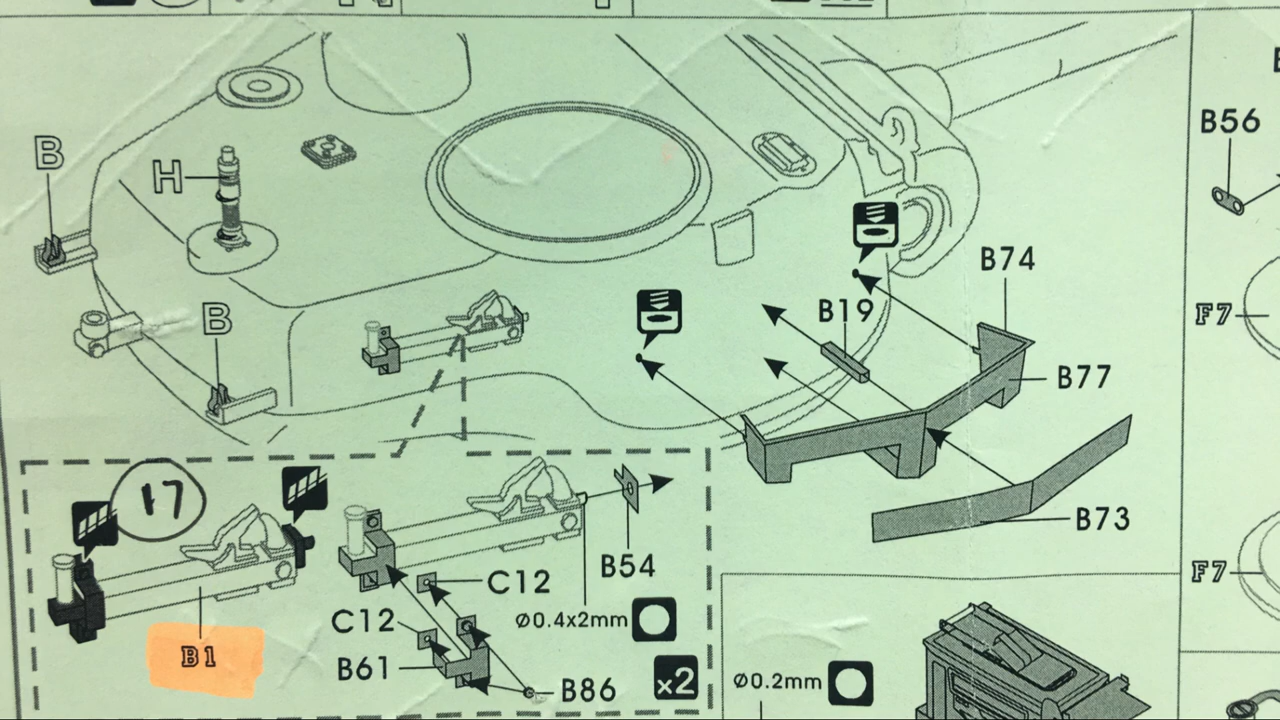 B56
B
H
B74
B
B19
F7
B77
17
B73
C12
B54
F7
C12
Ø0.4x2mm
B1
B61
x2
B86
Ø0.2mm